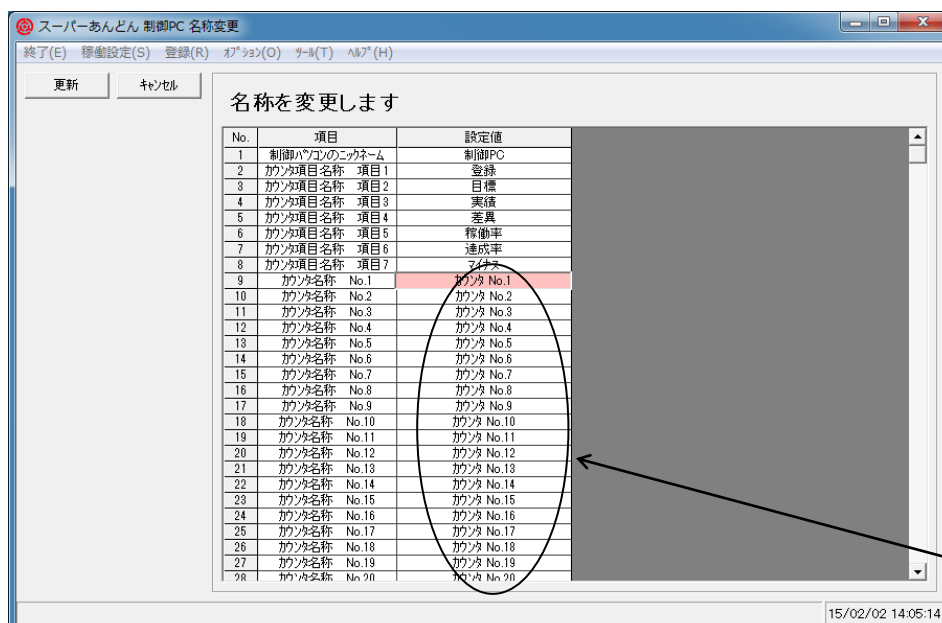 スーパーあんどん 制御PC 名称変更
終了(E) 稼働設定(S) 登録(R) ｵﾌﾟｼｮﾝ(O) ﾂｰﾙ(T) ﾍﾙﾌﾟ(H)
更新 ｷｬﾝｾﾙ
名称を変更します
No. 項目 設定値
1 制御ﾊﾟｿｺﾝのﾆｯｸﾈｰﾑ 制御PC
2 ｶｳﾝﾀ項目名称 項目1 登録
3 ｶｳﾝﾀ項目名称 項目2 目標
4 ｶｳﾝﾀ項目名称 項目3 実績
5 ｶｳﾝﾀ項目名称 項目4 差異
6 ｶｳﾝﾀ項目名称 項目5 稼働率
7 ｶｳﾝﾀ項目名称 項目6 達成率
8 ｶｳﾝﾀ項目名称 項目7 ﾏｲﾅｽ
9 ｶｳﾝﾀ名称 No.1 ｶｳﾝﾀ No.1
10 ｶｳﾝﾀ名称 No.2 ｶｳﾝﾀ No.2
11 ｶｳﾝﾀ名称 No.3 ｶｳﾝﾀ No.3
12 ｶｳﾝﾀ名称 No.4 ｶｳﾝﾀ No.4
13 ｶｳﾝﾀ名称 No.5 ｶｳﾝﾀ No.5
14 ｶｳﾝﾀ名称 No.6 ｶｳﾝﾀ No.6
15 ｶｳﾝﾀ名称 No.7 ｶｳﾝﾀ No.7
16 ｶｳﾝﾀ名称 No.8 ｶｳﾝﾀ No.8
17 ｶｳﾝﾀ名称 No.9 ｶｳﾝﾀ No.9
18 ｶｳﾝﾀ名称 No.10 ｶｳﾝﾀ No.10
19 ｶｳﾝﾀ名称 No.11 ｶｳﾝﾀ No.11
20 ｶｳﾝﾀ名称 No.12 ｶｳﾝﾀ No.12
21 ｶｳﾝﾀ名称 No.13 ｶｳﾝﾀ No.13
22 ｶｳﾝﾀ名称 No.14 ｶｳﾝﾀ No.14
23 ｶｳﾝﾀ名称 No.15 ｶｳﾝﾀ No.15
24 ｶｳﾝﾀ名称 No.16 ｶｳﾝﾀ No.16
25 ｶｳﾝﾀ名称 No.17 ｶｳﾝﾀ No.17
26 ｶｳﾝﾀ名称 No.18 ｶｳﾝﾀ No.18
27 ｶｳﾝﾀ名称 No.19 ｶｳﾝﾀ No.19
28 ｶｳﾝﾀ名称 No.20 ｶｳﾝﾀ No.20
15/02/02 14:05:14